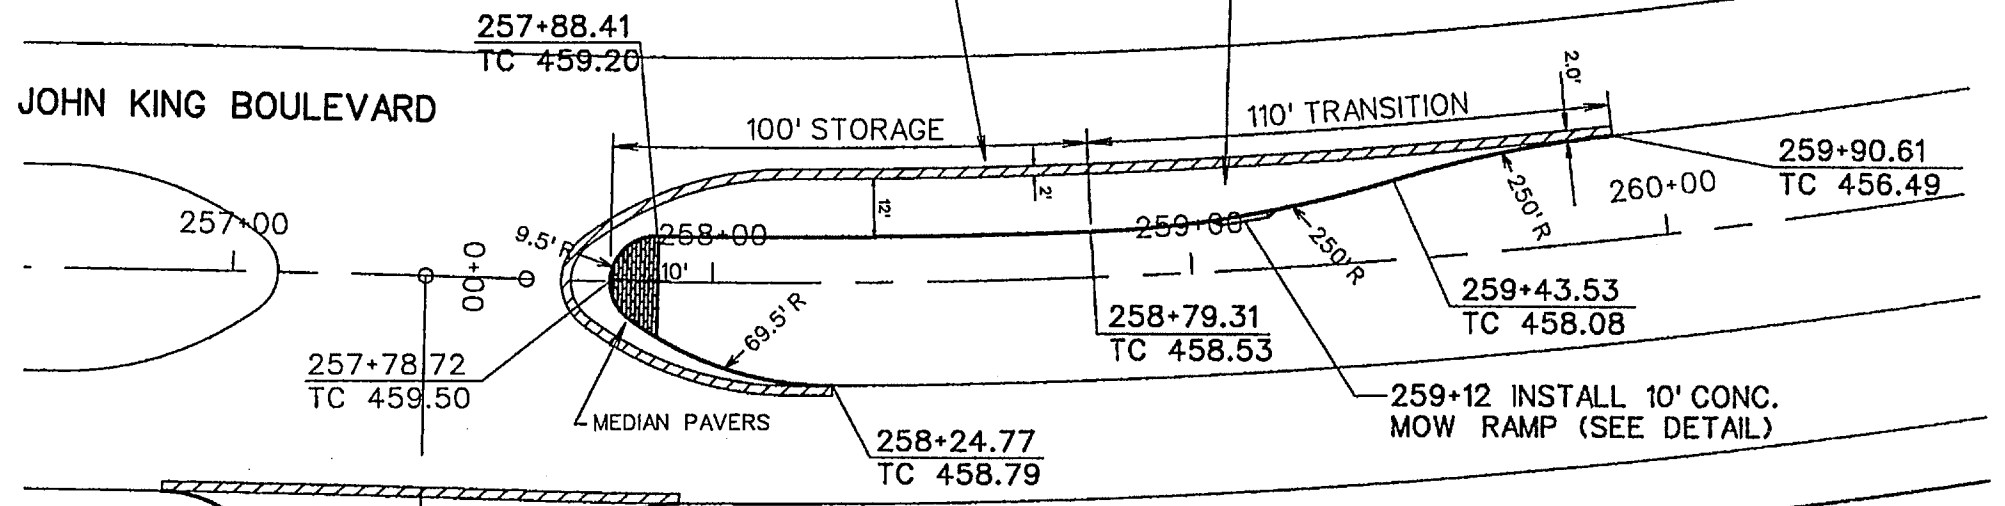 257+88.41
TC 459.20
JOHN KING BOULEVARD
100' STORAGE
110' TRANSITION
2.0'
259+90.61
TC 456.49
257+00
0+00
9.5' R
258+00
10'
12'
2'
259+00
250' R
250' R
260+00
69.5' R
258+79.31
TC 458.53
259+43.53
TC 458.08
257+78.72
TC 459.50
MEDIAN PAVERS
258+24.77
TC 458.79
259+12 INSTALL 10' CONC.
MOW RAMP (SEE DETAIL)